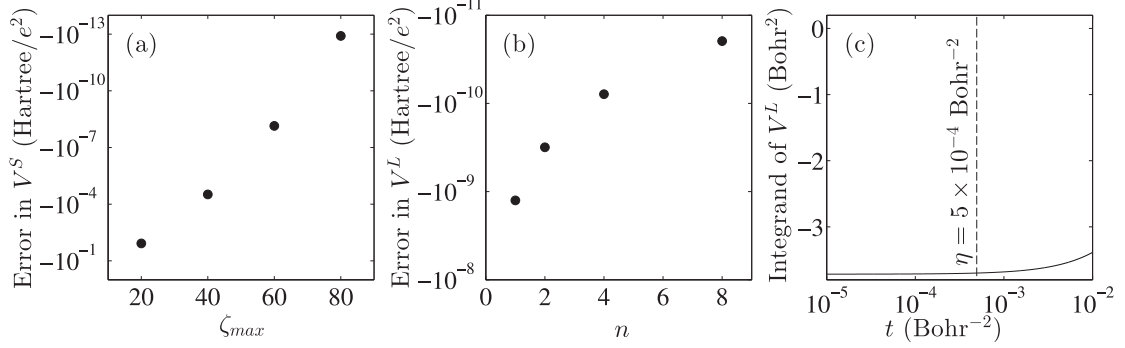 (a)
Error in V^S (Hartree/e^2)
-10^-13
-10^-10
-10^-7
-10^-4
-10^-1
20 40 60 80
ζ_max
(b)
Error in V^L (Hartree/e^2)
-10^-11
-10^-10
-10^-9
-10^-8
0 2 4 6 8
n
(c)
Integrand of V^L (Bohr^2)
0
-1
-2
-3
η = 5 × 10^-4 Bohr^-2
10^-5 10^-4 10^-3 10^-2
t (Bohr^-2)